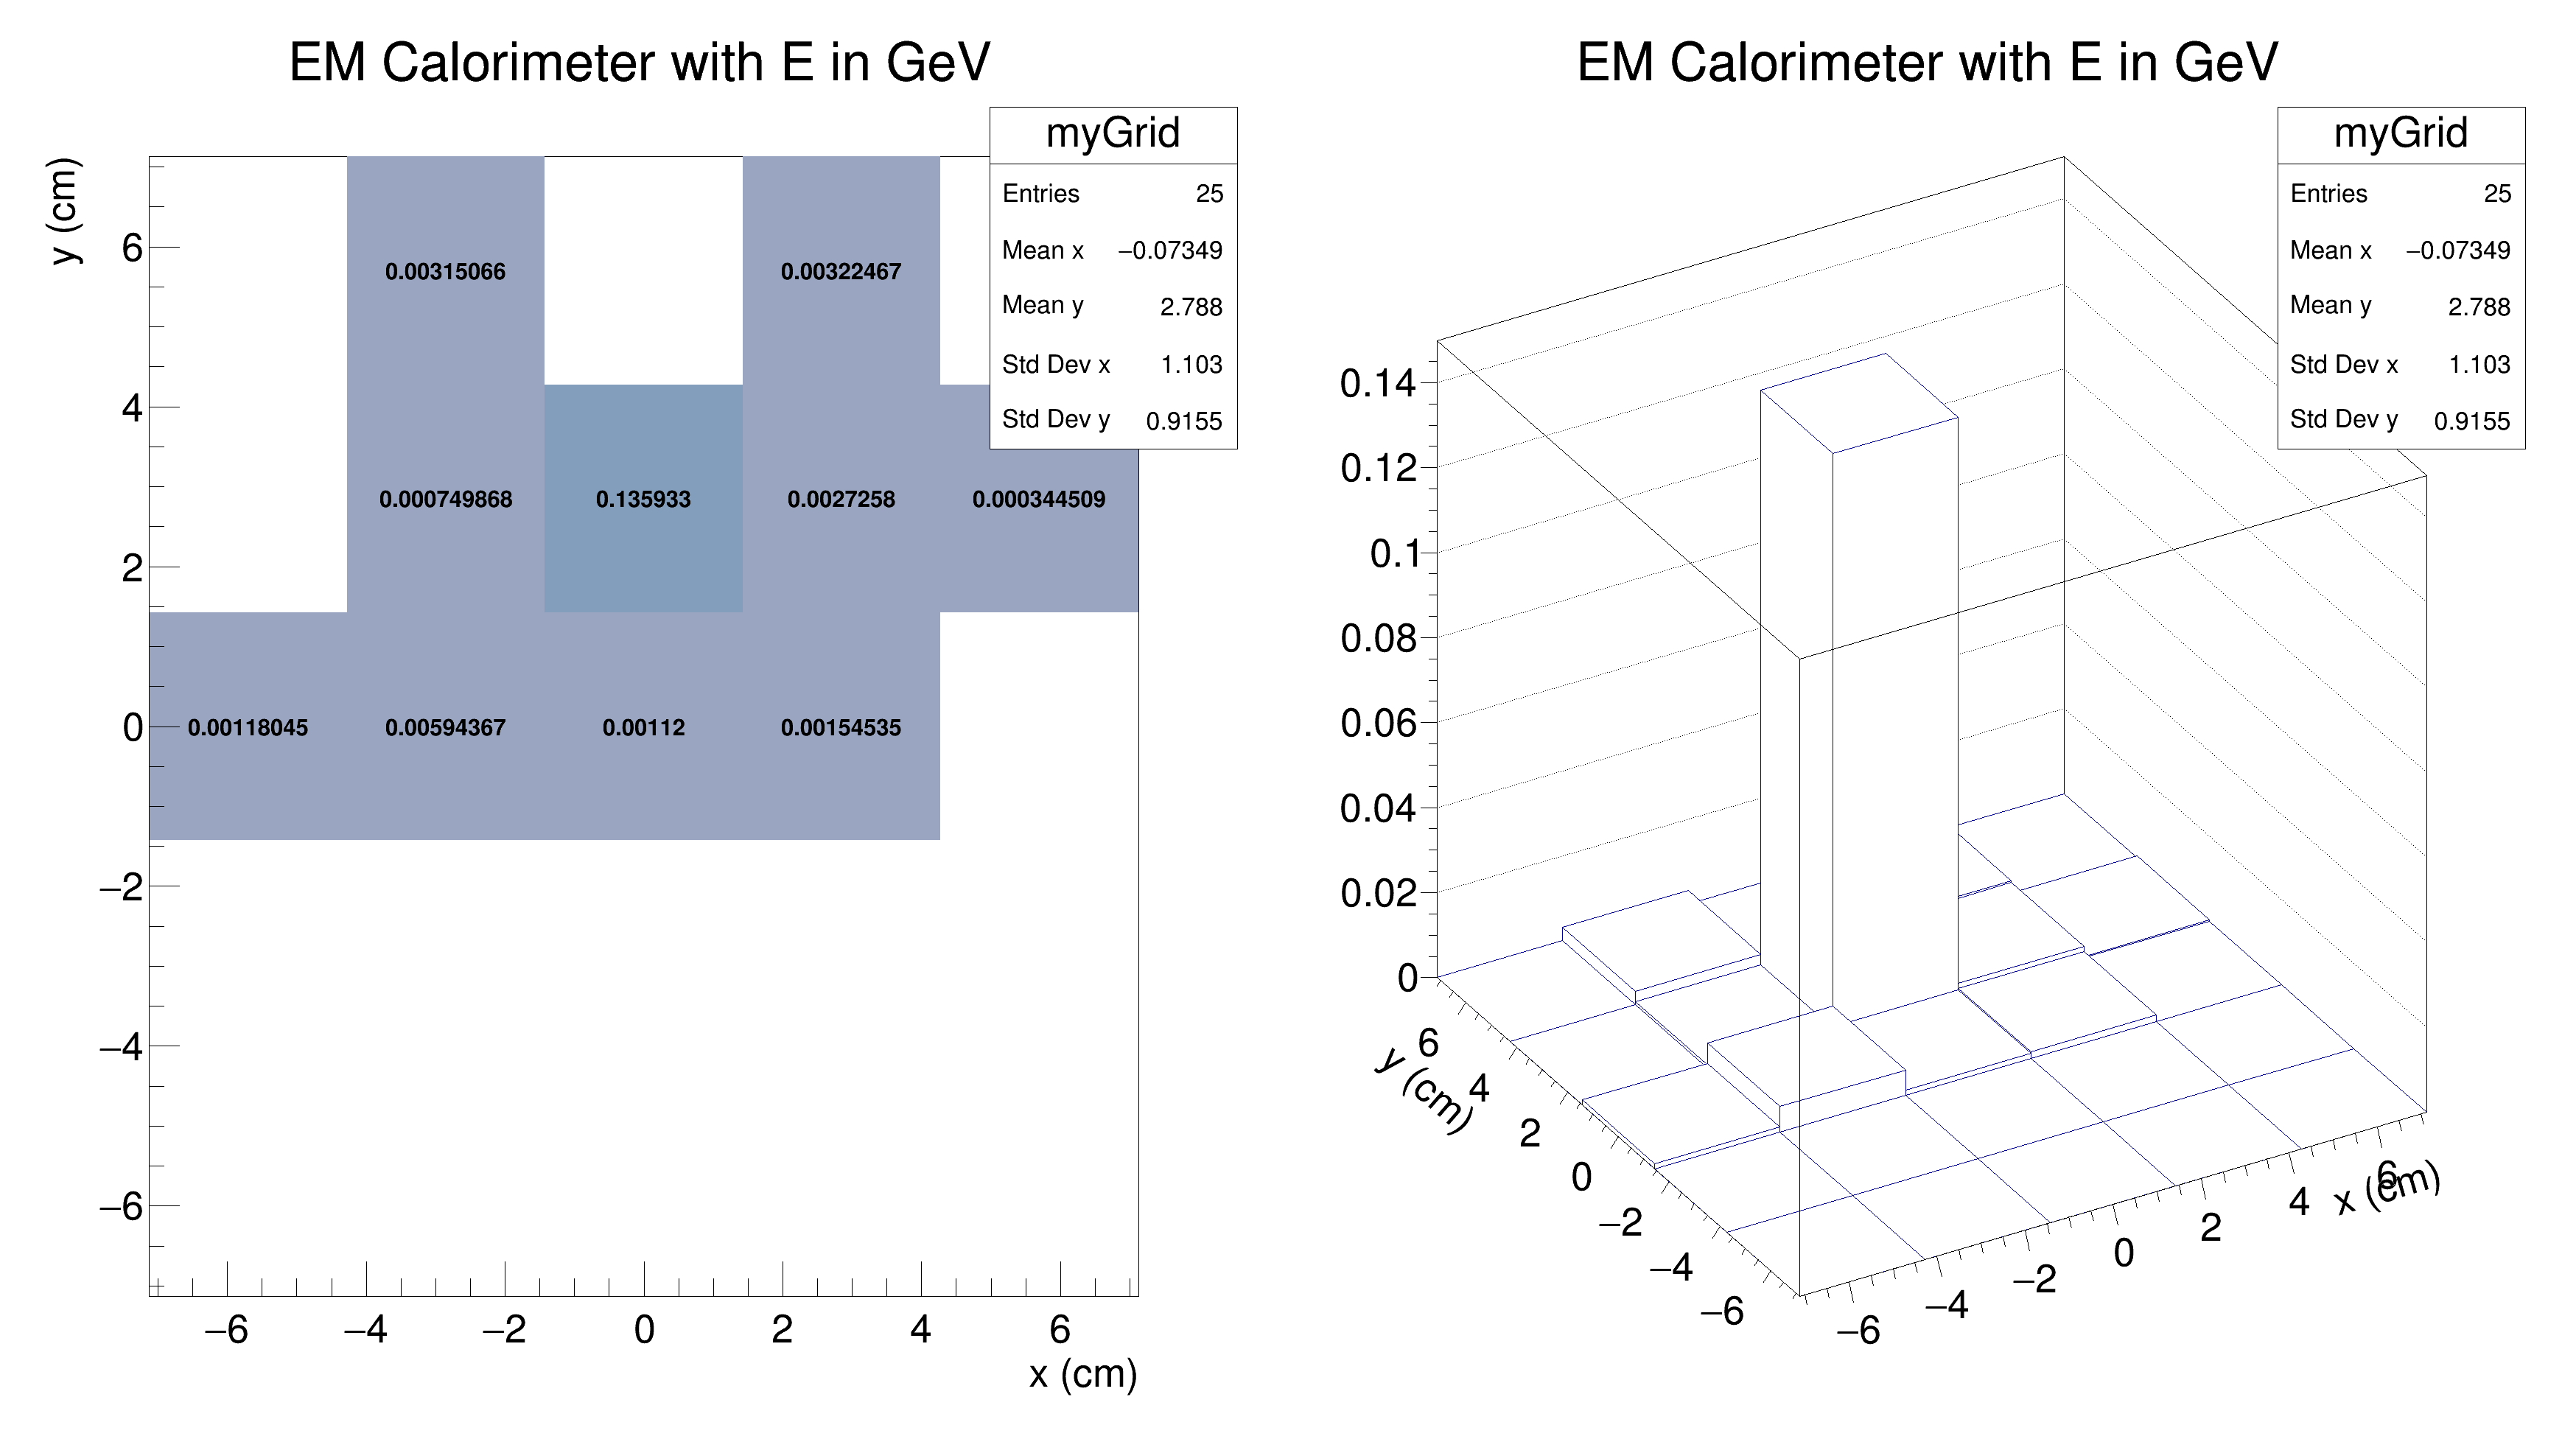 EM Calorimeter with E in GeV
myGrid
Entries 25
Mean x −0.07349
Mean y 2.788
Std Dev x 1.103
Std Dev y 0.9155
y (cm)
6
4
2
0
−2
−4
−6
0.00315066 0.00322467
0.000749868 0.135933 0.0027258 0.000344509
0.00118045 0.00594367 0.00112 0.00154535
−6 −4 −2 0 2 4 6
x (cm)
EM Calorimeter with E in GeV
myGrid
Entries 25
Mean x −0.07349
Mean y 2.788
Std Dev x 1.103
Std Dev y 0.9155
0.14
0.12
0.1
0.08
0.06
0.04
0.02
0
y (cm)
6
4
2
0
−2
−4
−6
−6 −4 −2 0 2 4 6
x (cm)